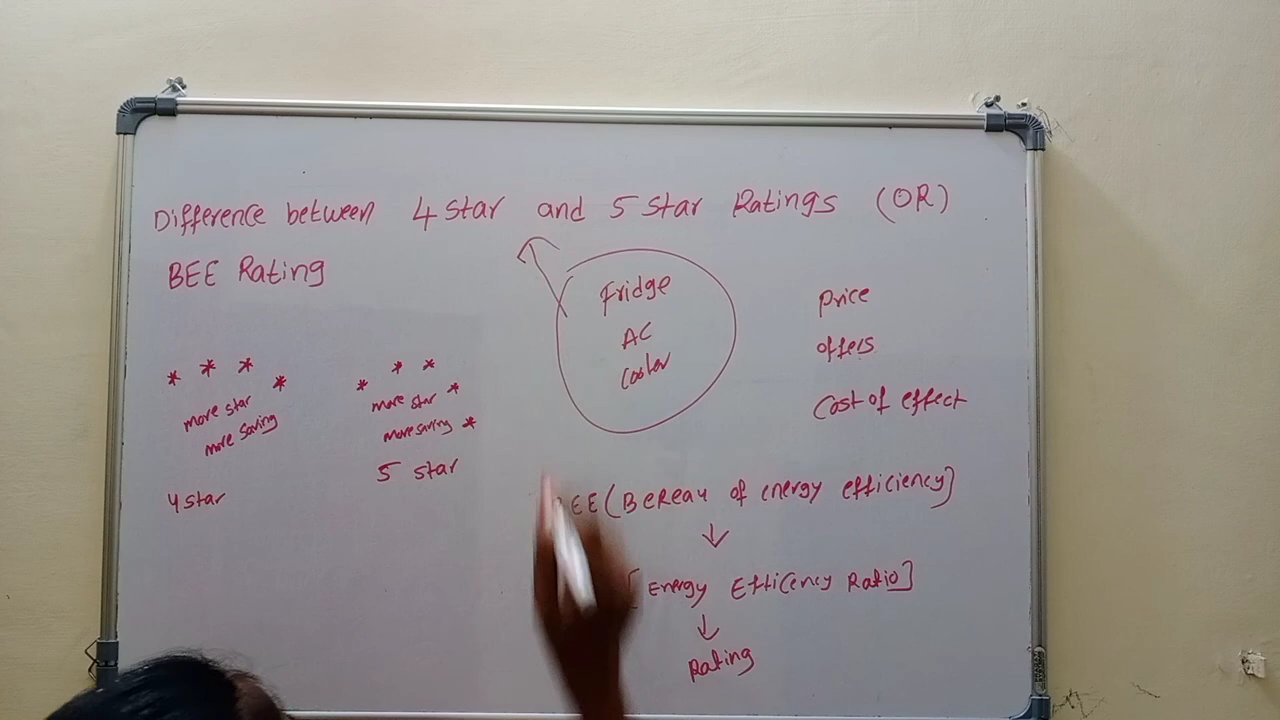 Difference between 4 Star and 5 Star Ratings (OR)
BEE Rating
* * * *
more star
more saving
4 star
* * * * *
more star
more saving
5 star
Fridge
AC
Cooler
Price
offers
Cost of effect
EE (Bereau of energy efficiency]
↓
[Energy Efficency Ratio]
↓
Rating